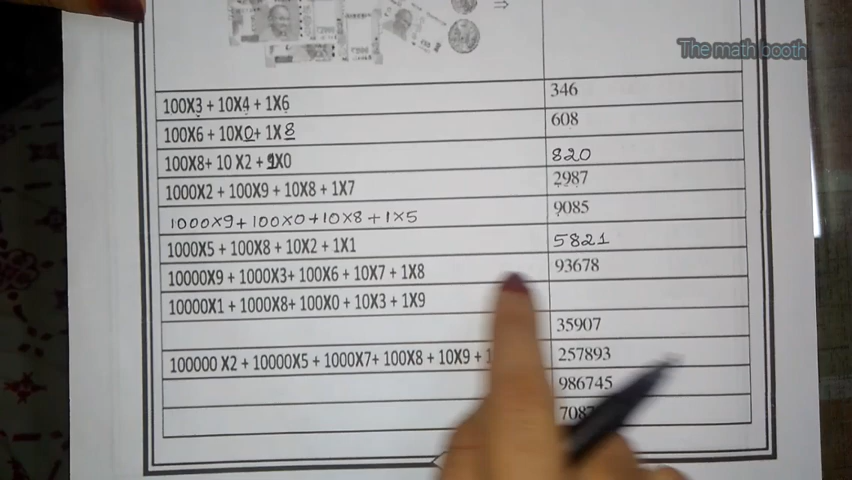 The math booth
100X3 + 10X4 + 1X6 346
100X6 + 10X0+ 1X8 608
100X8+ 10 X2 + 1X0 820
1000X2 + 100X9 + 10X8 + 1X7 2987
1000X9+100X0+10X8+1X5 9085
1000X5 + 100X8 + 10X2 + 1X1 5821
10000X9 + 1000X3+ 100X6 + 10X7 + 1X8 93678
10000X1 + 1000X8+ 100X0 + 10X3 + 1X9
35907
100000 X2 + 10000X5 + 1000X7+ 100X8 + 10X9 + 257893
986745